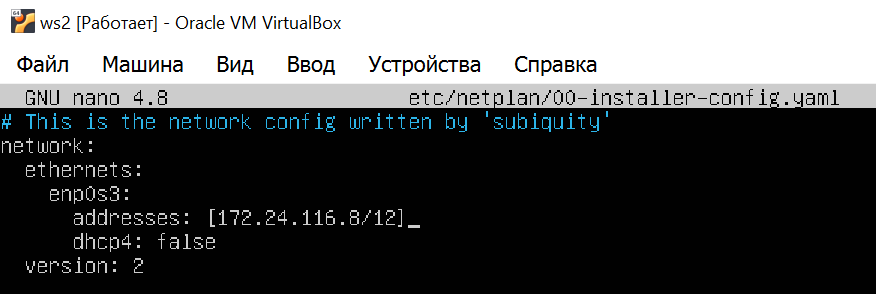 ws2 [Работает] - Oracle VM VirtualBox
Файл Машина Вид Ввод Устройства Справка
GNU nano 4.8 etc/netplan/00-installer-config.yaml
# This is the network config written by 'subiquity'
network:
  ethernets:
    enp0s3:
      addresses: [172.24.116.8/12]
      dhcp4: false
  version: 2